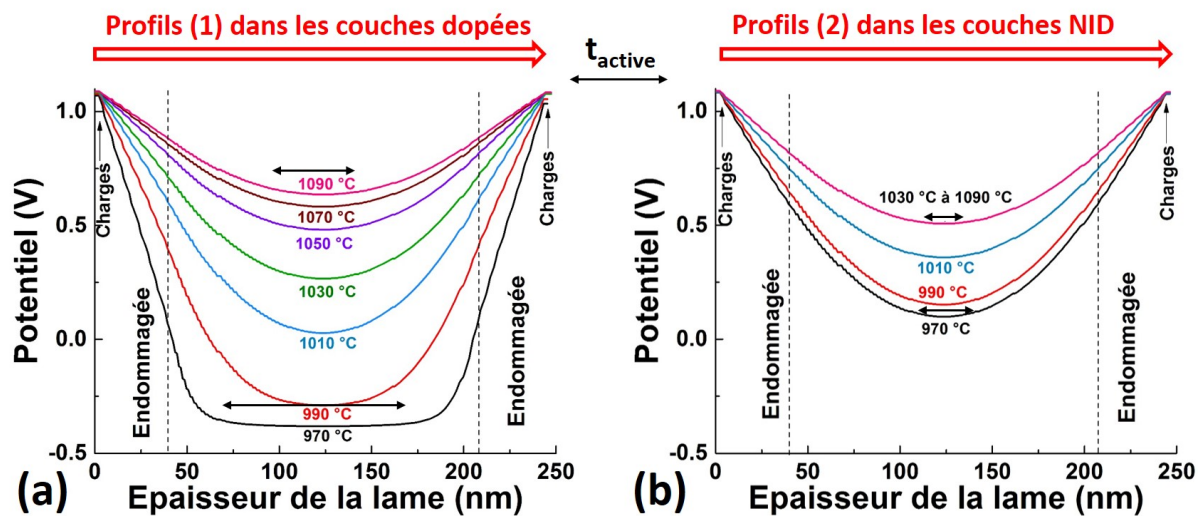 Profils (1) dans les couches dopées
Profils (2) dans les couches NID
t_active
Potentiel (V)
1.0
0.5
0.0
-0.5
Charges
Charges
Endommagée
Endommagée
1090 °C
1070 °C
1050 °C
1030 °C
1010 °C
990 °C
970 °C
0
50
100
150
200
250
(a)
Epaisseur de la lame (nm)
Potentiel (V)
1.0
0.5
0.0
-0.5
Charges
Charges
Endommagée
Endommagée
1030 °C à 1090 °C
1010 °C
990 °C
970 °C
0
50
100
150
200
250
(b)
Epaisseur de la lame (nm)